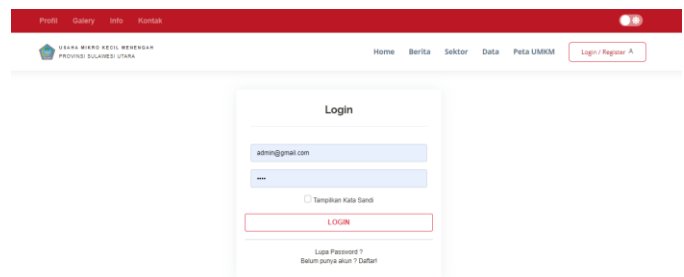 Profil Galery Info Kontak
USAHA MIKRO KECIL MENENGAH
PROVINSI SULAWESI UTARA
Home Berita Sektor Data Peta UMKM Login / Register
Login
admin@gmail.com
••••
Tampilkan Kata Sandi
LOGIN
Lupa Password ?
Belum punya akun ? Daftar!